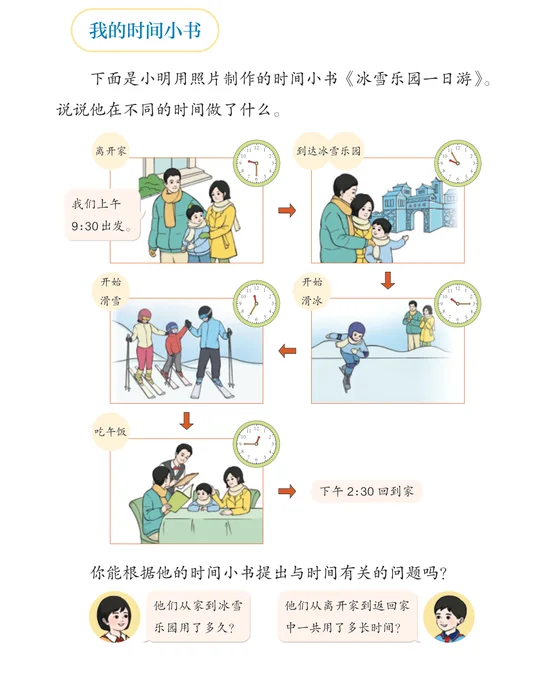 我的时间小书
下面是小明用照片制作的时间小书《冰雪乐园一日游》。
说说他在不同的时间做了什么。
离开家
我们上午
9:30出发。
到达冰雪乐园
开始
滑雪
开始
滑冰
吃午饭
下午 2:30 回到家
你能根据他的时间小书提出与时间有关的问题吗?
他们从家到冰雪
乐园用了多久?
他们从离开家到返回家
中一共用了多长时间?